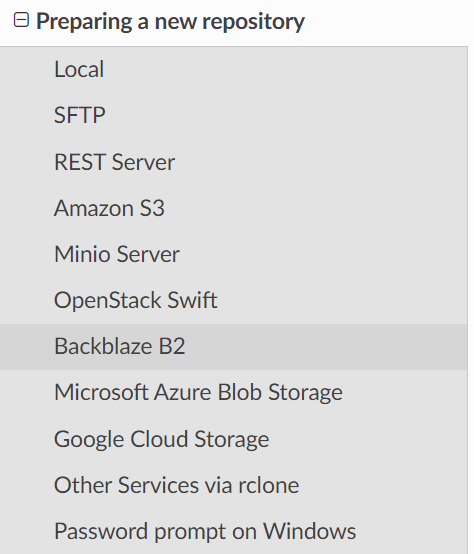 Preparing a new repository
Local
SFTP
REST Server
Amazon S3
Minio Server
OpenStack Swift
Backblaze B2
Microsoft Azure Blob Storage
Google Cloud Storage
Other Services via rclone
Password prompt on Windows